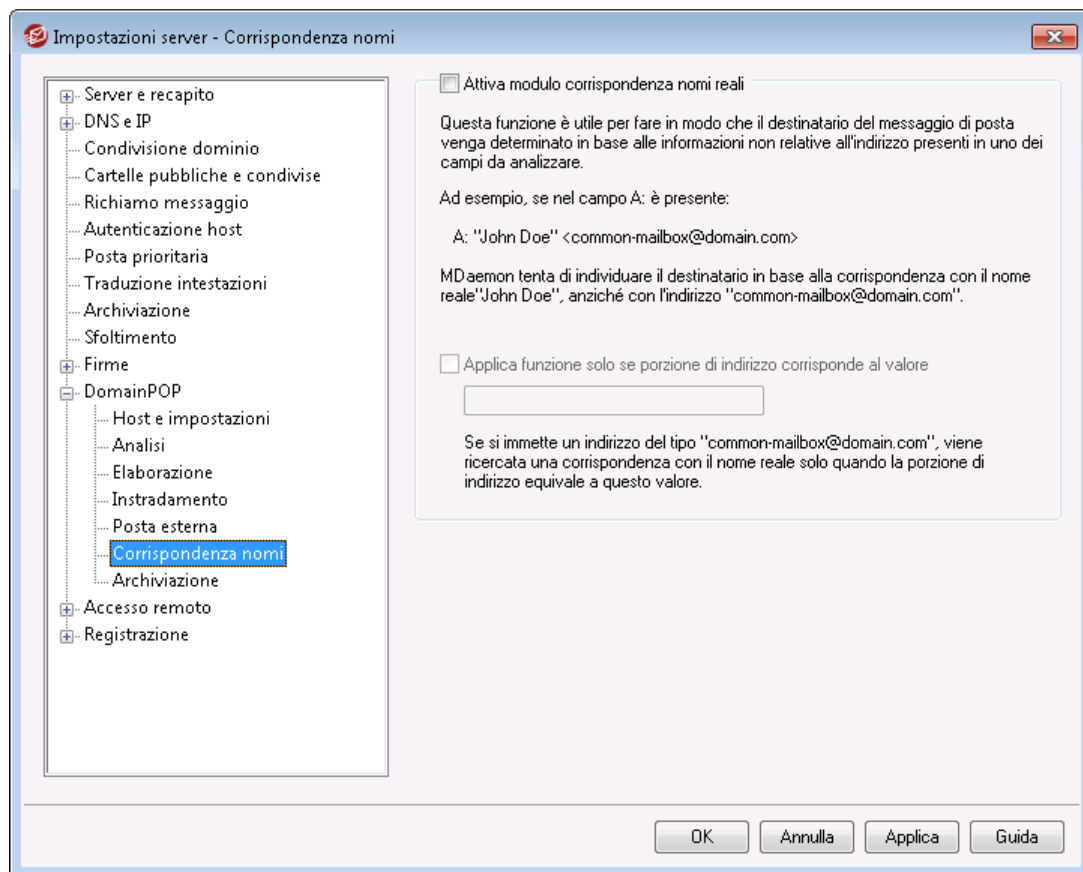 Impostazioni server - Corrispondenza nomi
Server e recapito
DNS e IP
Condivisione dominio
Cartelle pubbliche e condivise
Richiamo messaggio
Autenticazione host
Posta prioritaria
Traduzione intestazioni
Archiviazione
Sfoltimento
Firme
DomainPOP
Host e impostazioni
Analisi
Elaborazione
Instradamento
Posta esterna
Corrispondenza nomi
Archiviazione
Accesso remoto
Registrazione
Attiva modulo corrispondenza nomi reali
Questa funzione è utile per fare in modo che il destinatario del messaggio di posta
venga determinato in base alle informazioni non relative all'indirizzo presenti in uno dei
campi da analizzare.
Ad esempio, se nel campo A: è presente:
A: "John Doe" <common-mailbox@domain.com>
MDaemon tenta di individuare il destinatario in base alla corrispondenza con il nome
reale"John Doe", anziché con l'indirizzo "common-mailbox@domain.com".
Applica funzione solo se porzione di indirizzo corrisponde al valore
Se si immette un indirizzo del tipo "common-mailbox@domain.com", viene
ricercata una corrispondenza con il nome reale solo quando la porzione di
indirizzo equivale a questo valore.
OK
Annulla
Applica
Guida